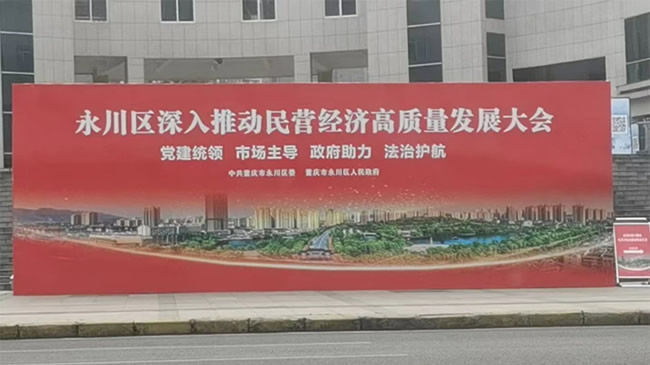 永川区深入推动民营经济高质量发展大会
党建统领 市场主导 政府助力 法治护航
中共重庆市永川区委 重庆市永川区人民政府